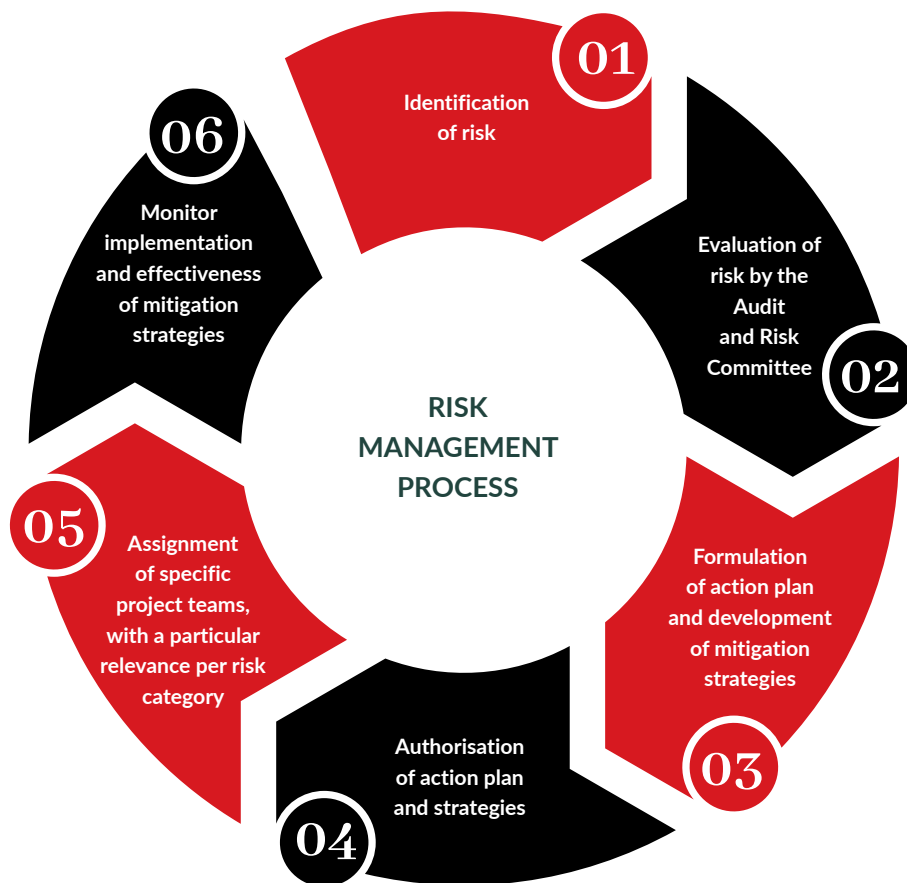 RISK
MANAGEMENT
PROCESS
01
Identification
of risk
02
Evaluation of
risk by the
Audit
and Risk
Committee
03
Formulation
of action plan
and development
of mitigation
strategies
04
Authorisation
of action plan
and strategies
05
Assignment
of specific
project teams,
with a particular
relevance per risk
category
06
Monitor
implementation
and effectiveness
of mitigation
strategies